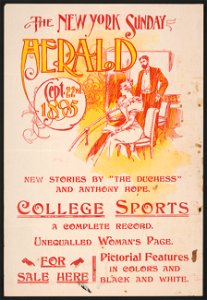 THE NEW YORK SUNDAY
HERALD
Sept. 22nd
1895
NEW STORIES BY "THE DUCHESS"
AND ANTHONY HOPE.
COLLEGE SPORTS
A COMPLETE RECORD.
UNEQUALLED WOMAN'S PAGE.
FOR
SALE HERE
Pictorial Features
IN COLORS AND
BLACK AND WHITE.